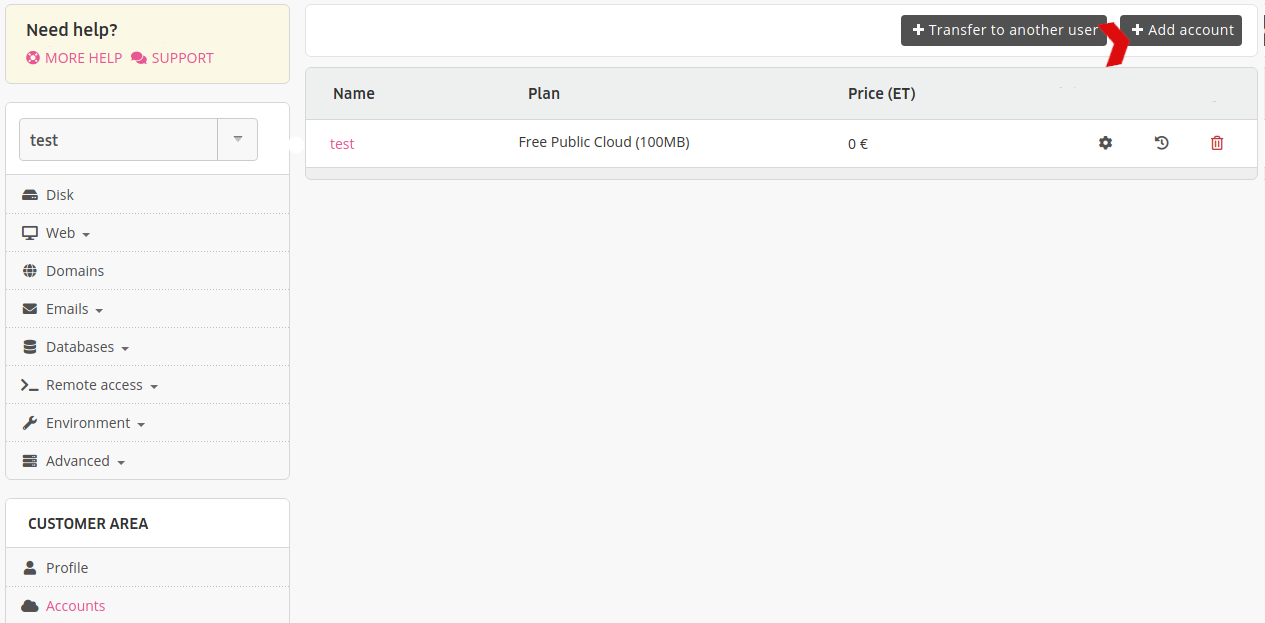 Need help?
MORE HELP SUPPORT
test
Disk
Web
Domains
Emails
Databases
Remote access
Environment
Advanced
CUSTOMER AREA
Profile
Accounts
Transfer to another user
Add account
Name Plan Price (ET)
test Free Public Cloud (100MB) 0 €